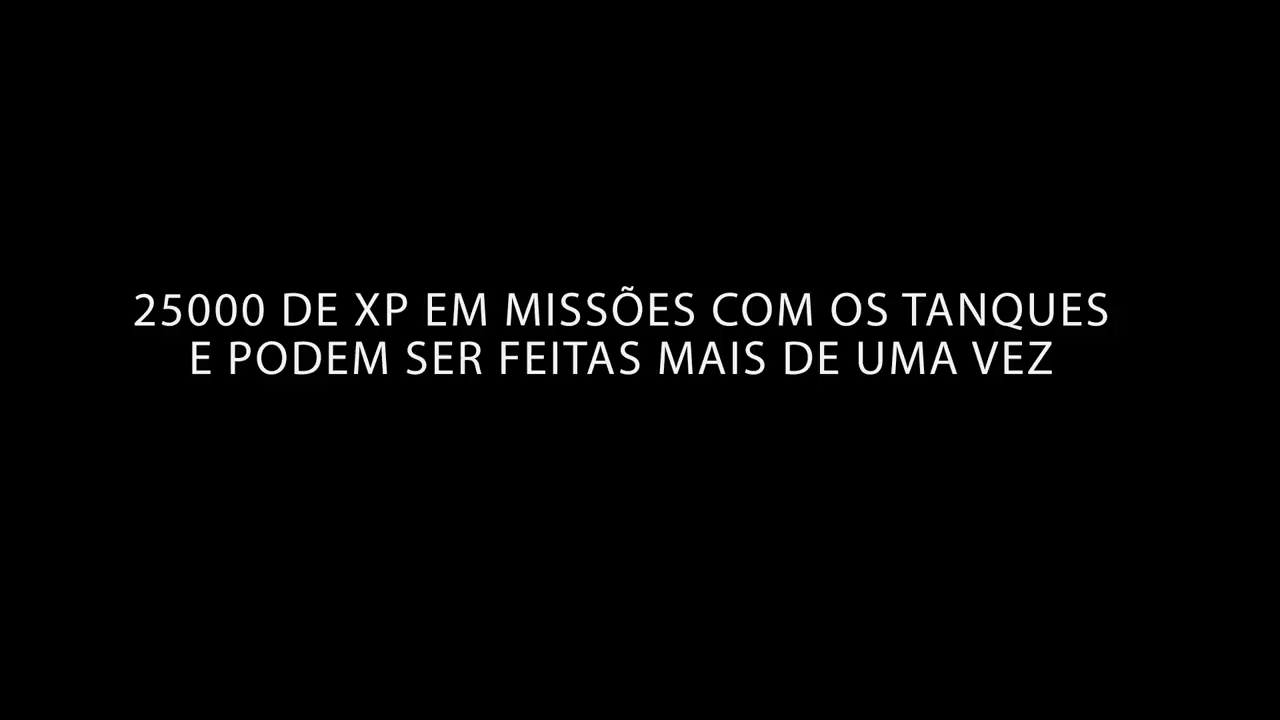 25000 DE XP EM MISSÕES COM OS TANQUES
E PODEM SER FEITAS MAIS DE UMA VEZ